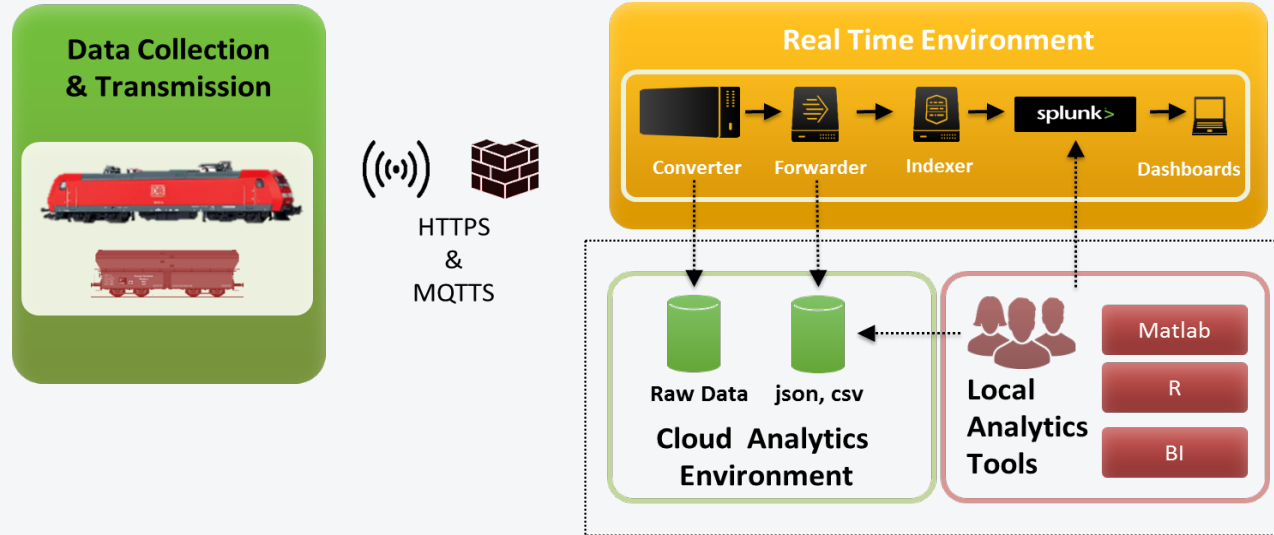 Data Collection
& Transmission
HTTPS
&
MQTTS
Real Time Environment
splunk>
Converter
Forwarder
Indexer
Dashboards
Raw Data
json, csv
Cloud Analytics
Environment
Local
Analytics
Tools
Matlab
R
BI